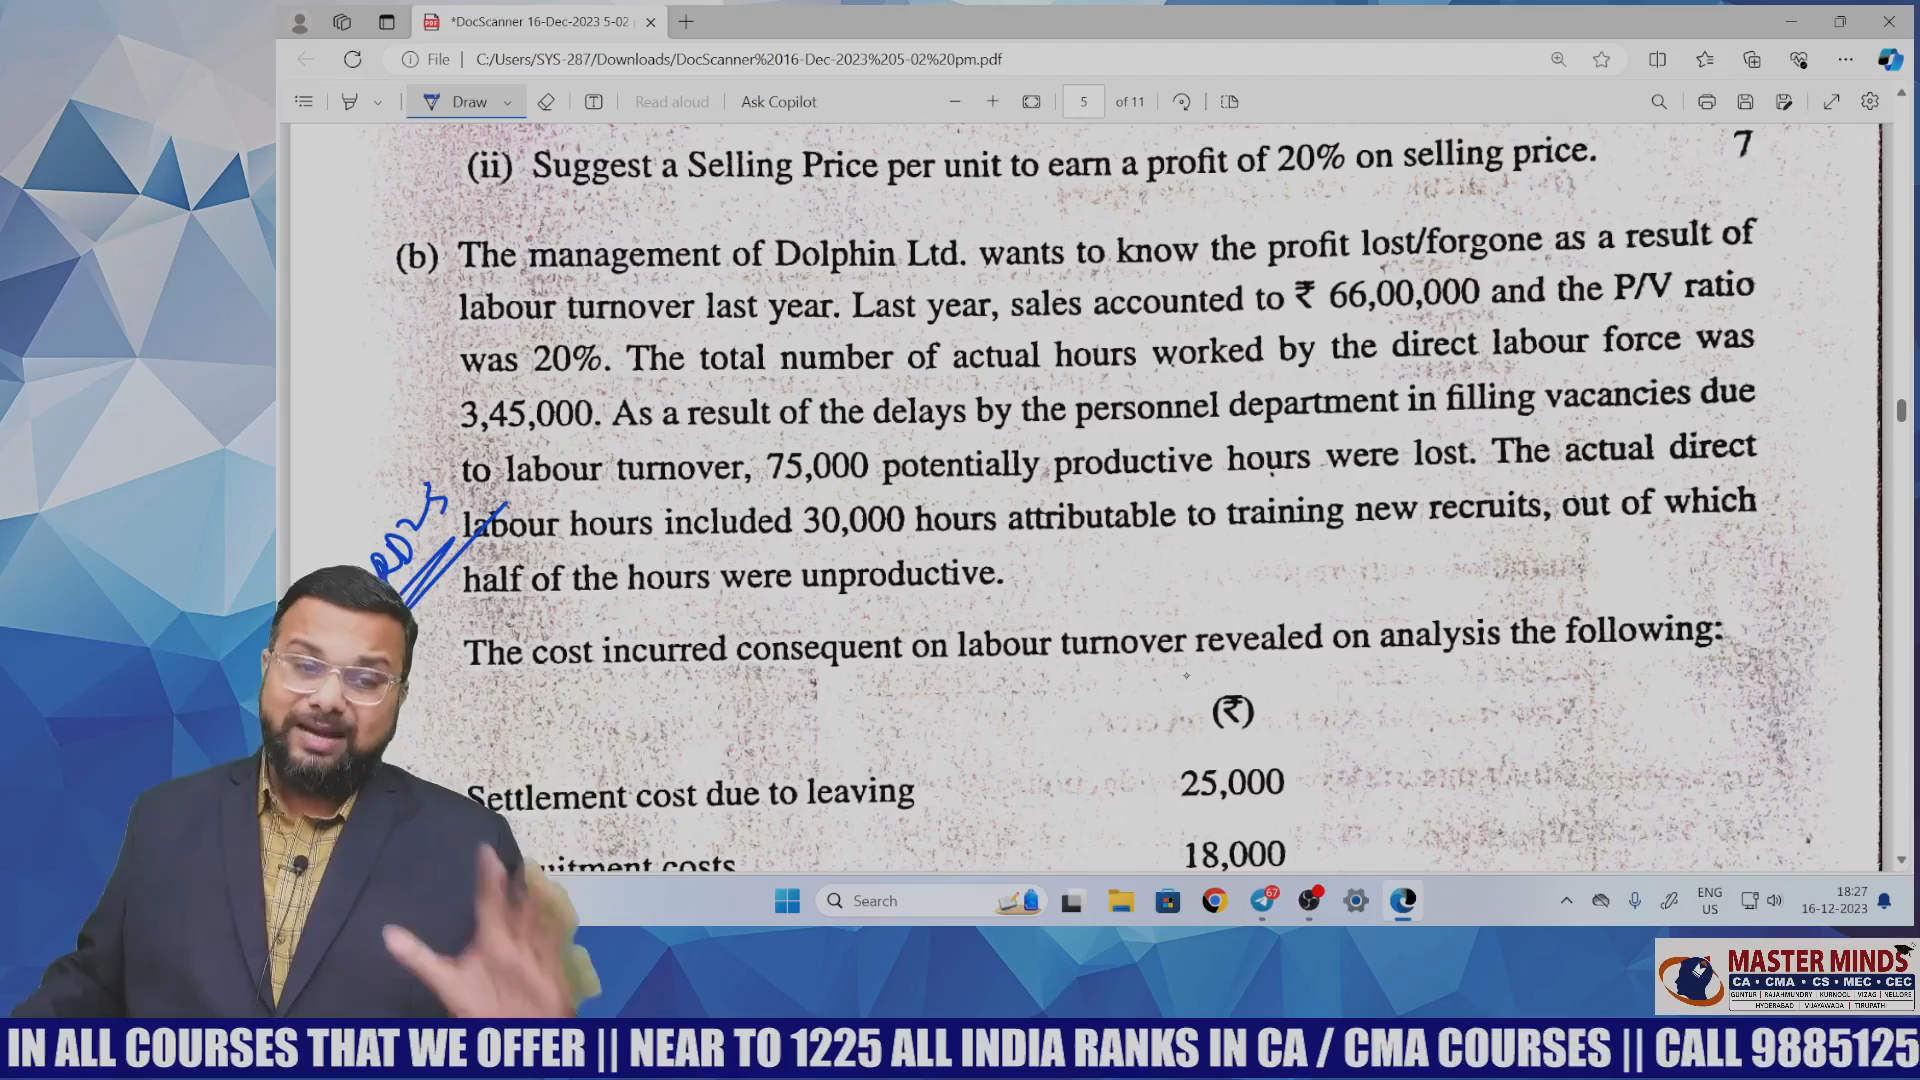 *DocScanner 16-Dec-2023 5-02
File
C:/Users/SYS-287/Downloads/DocScanner%2016-Dec-2023%205-02%20pm.pdf
Draw
Read aloud
Ask Copilot
5
of 11
(ii) Suggest a Selling Price per unit to earn a profit of 20% on selling price. 7
(b) The management of Dolphin Ltd. wants to know the profit lost/forgone as a result of
labour turnover last year. Last year, sales accounted to ₹ 66,00,000 and the P/V ratio
was 20%. The total number of actual hours worked by the direct labour force was
3,45,000. As a result of the delays by the personnel department in filling vacancies due
to labour turnover, 75,000 potentially productive hours were lost. The actual direct
labour hours included 30,000 hours attributable to training new recruits, out of which
half of the hours were unproductive.
The cost incurred consequent on labour turnover revealed on analysis the following:
(₹)
Settlement cost due to leaving 25,000
costs 18,000
Search
67
ENG
US
18:27
16-12-2023
MASTER MINDS
CA • CMA • CS • MEC • CEC
GUNTUR | RAJAHMUNDRY | KURNOOL | VIZAG | NELLORE
HYDERABAD | VIJAYAWADA | TIRUPATHI
IN ALL COURSES THAT WE OFFER || NEAR TO 1225 ALL INDIA RANKS IN CA / CMA COURSES || CALL 9885125